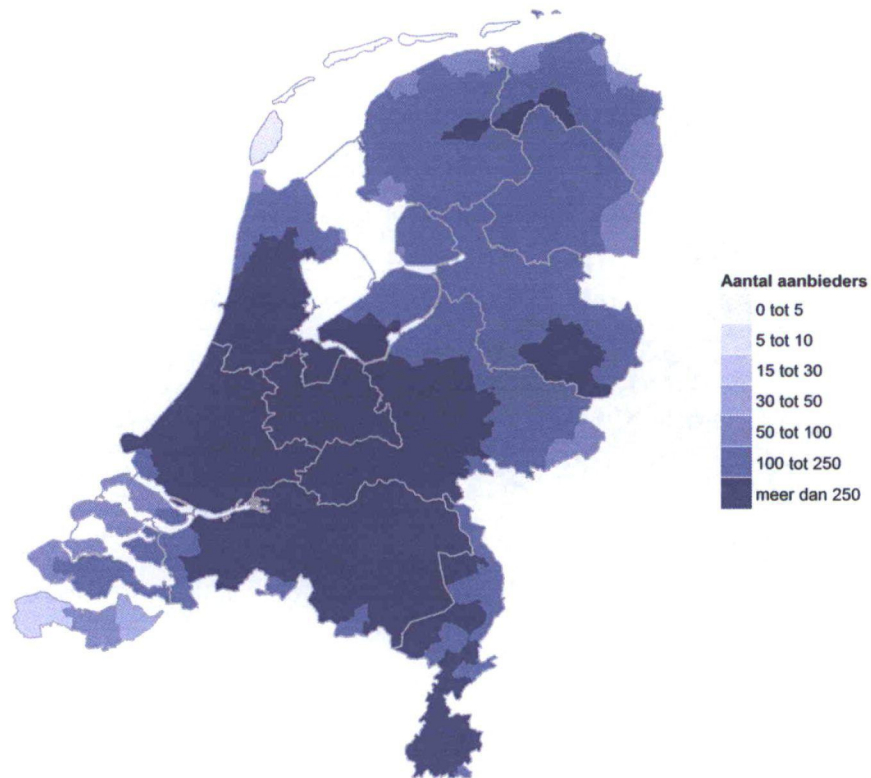 Aantal aanbieders
0 tot 5
5 tot 10
15 tot 30
30 tot 50
50 tot 100
100 tot 250
meer dan 250